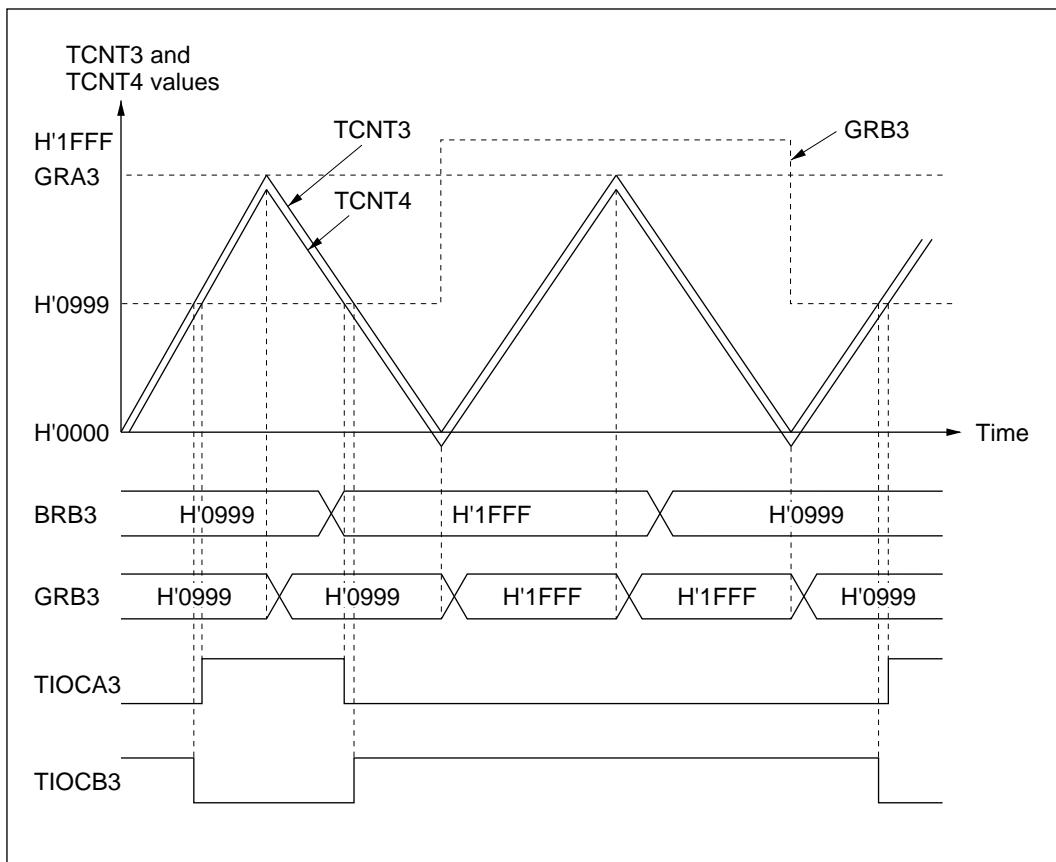 TCNT3 and
TCNT4 values
H'1FFF
TCNT3
GRB3
GRA3
TCNT4
H'0999
H'0000
Time
BRB3 H'0999 H'1FFF H'0999
GRB3 H'0999 H'0999 H'1FFF H'1FFF H'0999
TIOCA3
TIOCB3